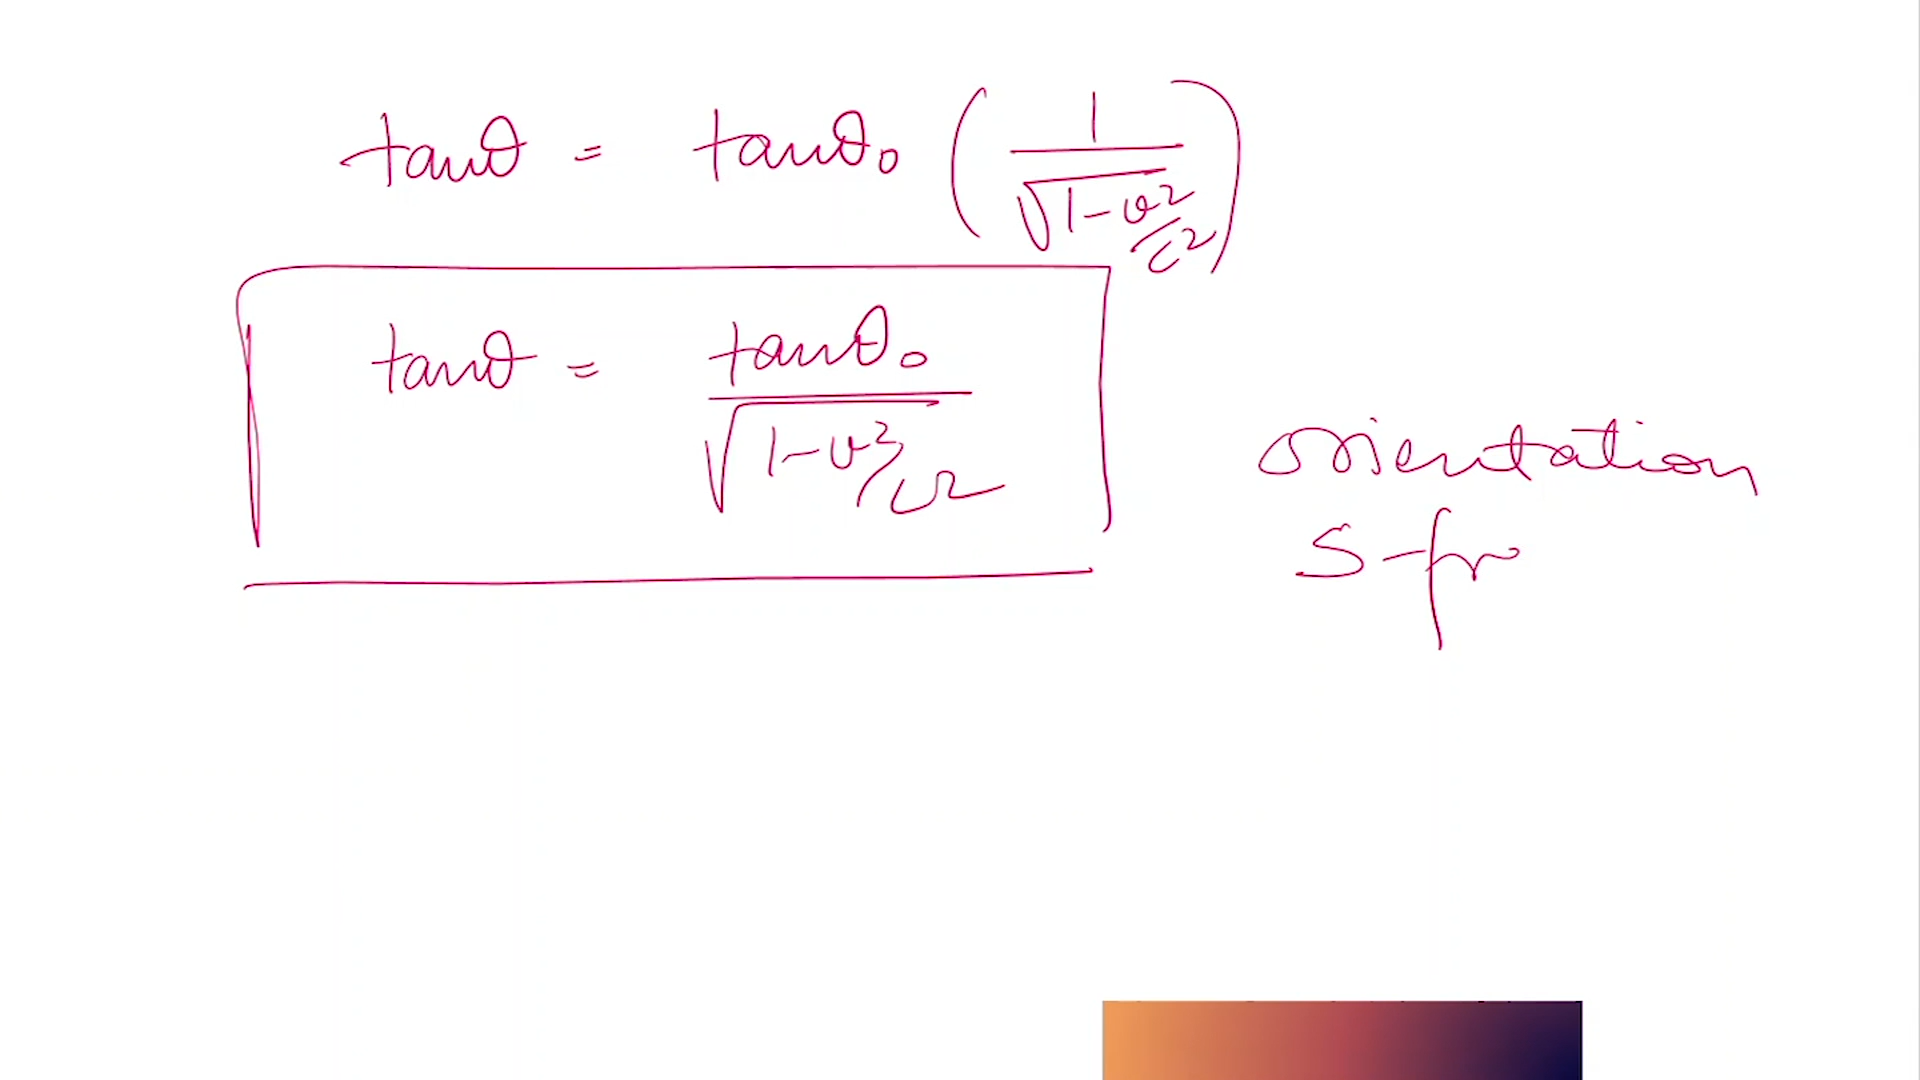 tanθ = tanθ₀ (1/√(1-v²/c²))
tanθ = tanθ₀/√(1-v²/c²)
orientation
S-fr